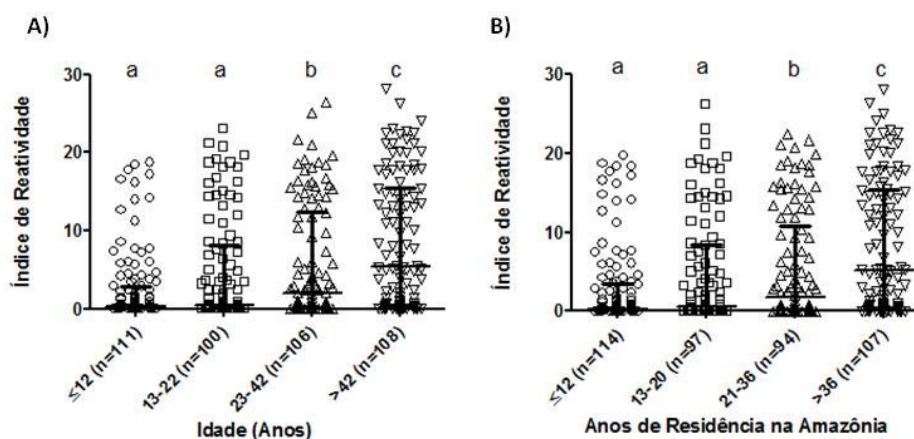 A)
Índice de Reatividade
30
20
10
0
a a b c
≤12 (n=111) 13-22 (n=100) 23-42 (n=106) >42 (n=108)
Idade (Anos)
B)
Índice de Reatividade
30
20
10
0
a a b c
≤12 (n=114) 13-20 (n=97) 21-36 (n=94) >36 (n=107)
Anos de Residência na Amazônia